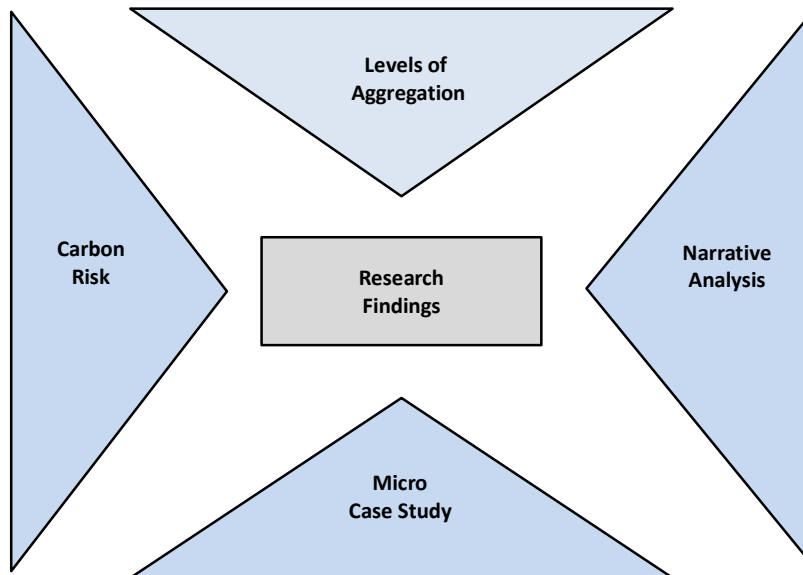 Levels of
Aggregation
Carbon
Risk
Research
Findings
Narrative
Analysis
Micro
Case Study